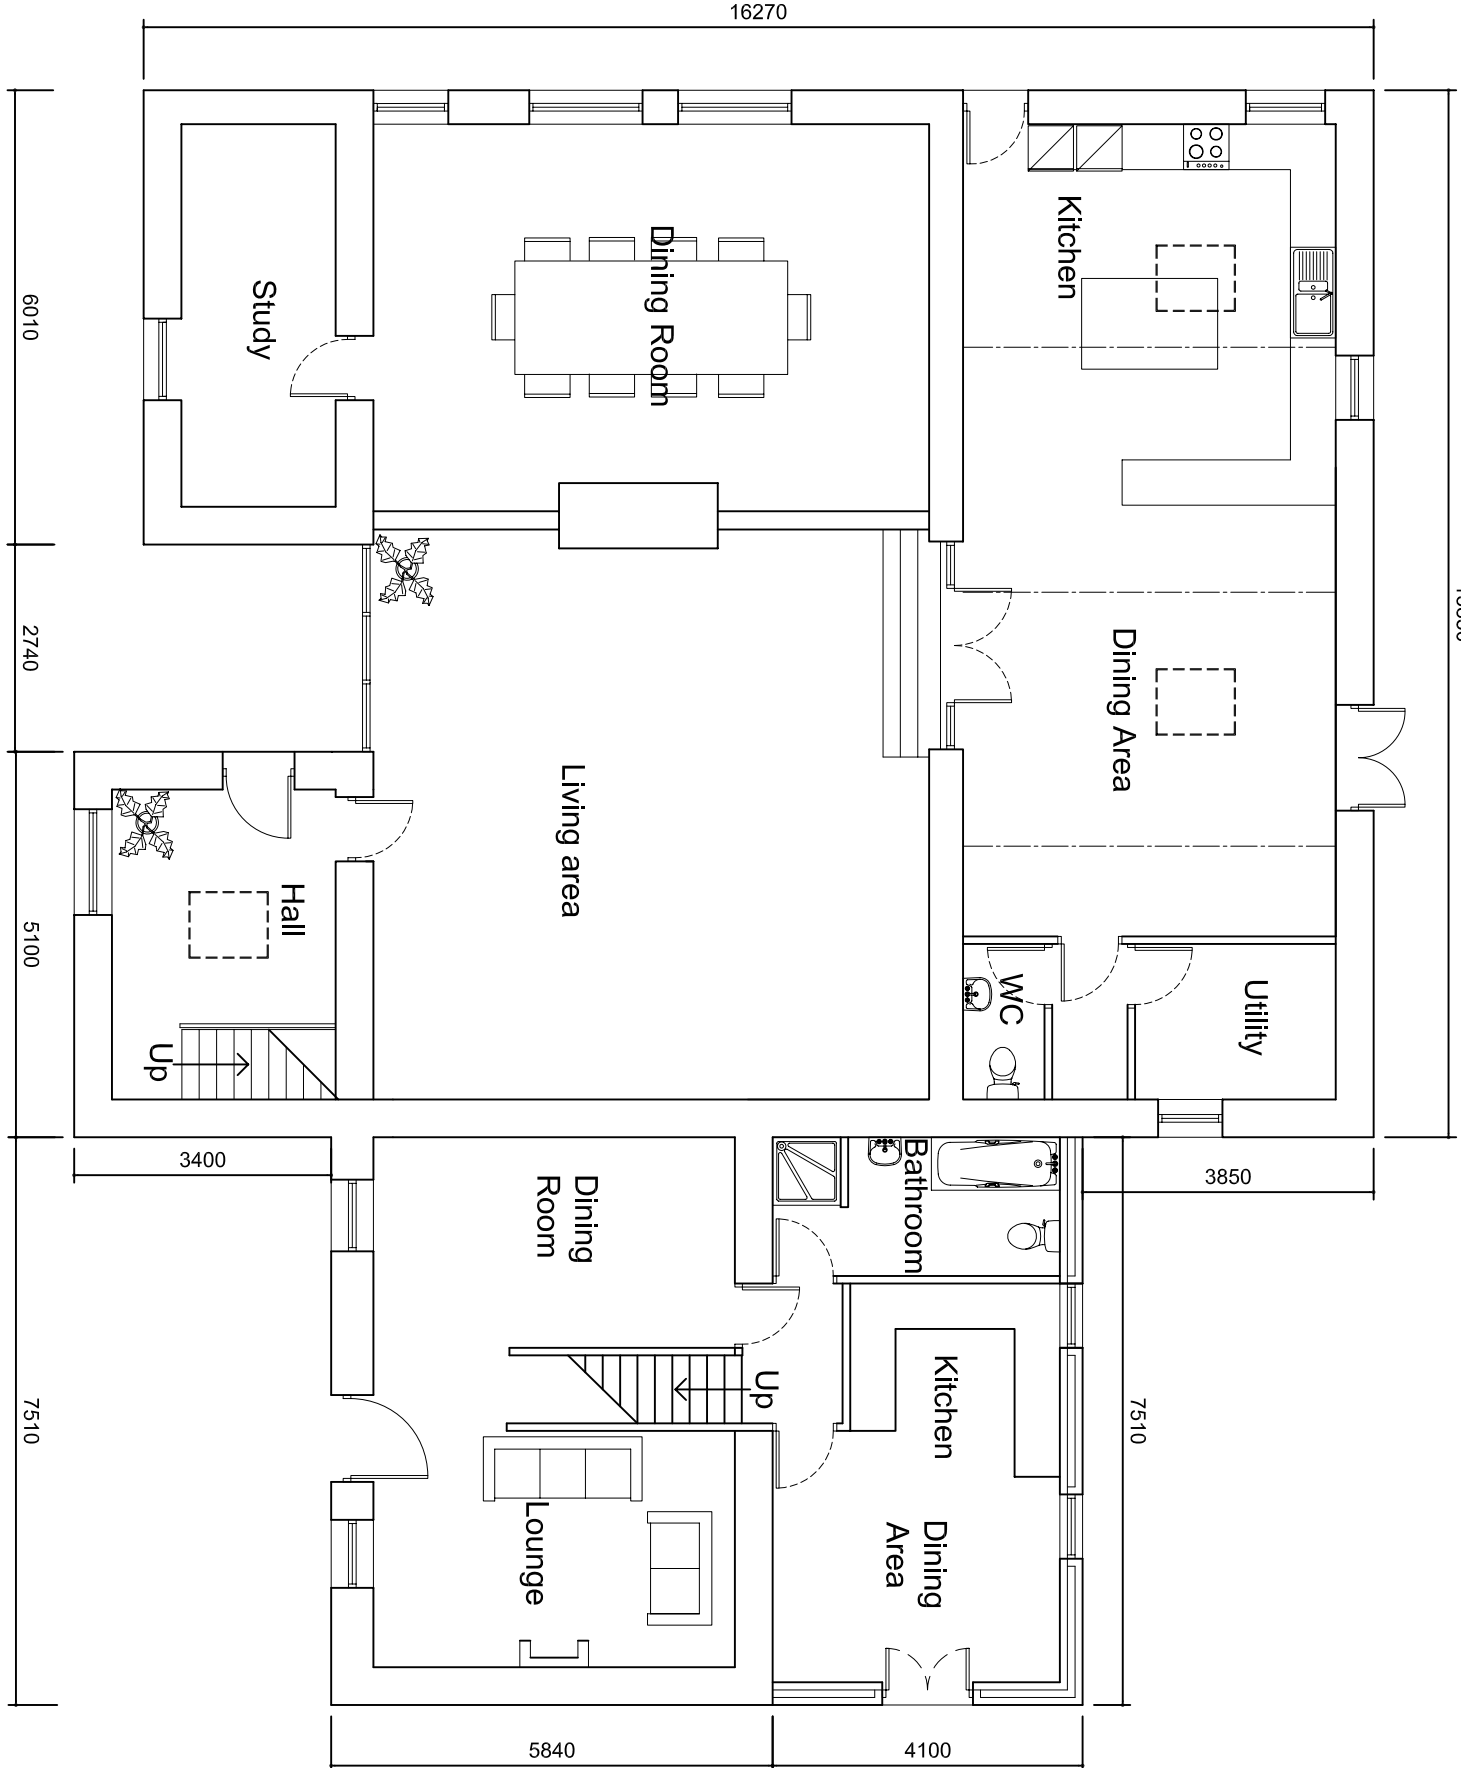 16270
6010
2740
5100
7510
Study
Dining Room
Kitchen
Dining Area
Living area
Hall
Up
WC
Utility
3400
3850
Dining
Room
Bathroom
Up
Kitchen
7510
Lounge
Dining
Area
5840
4100